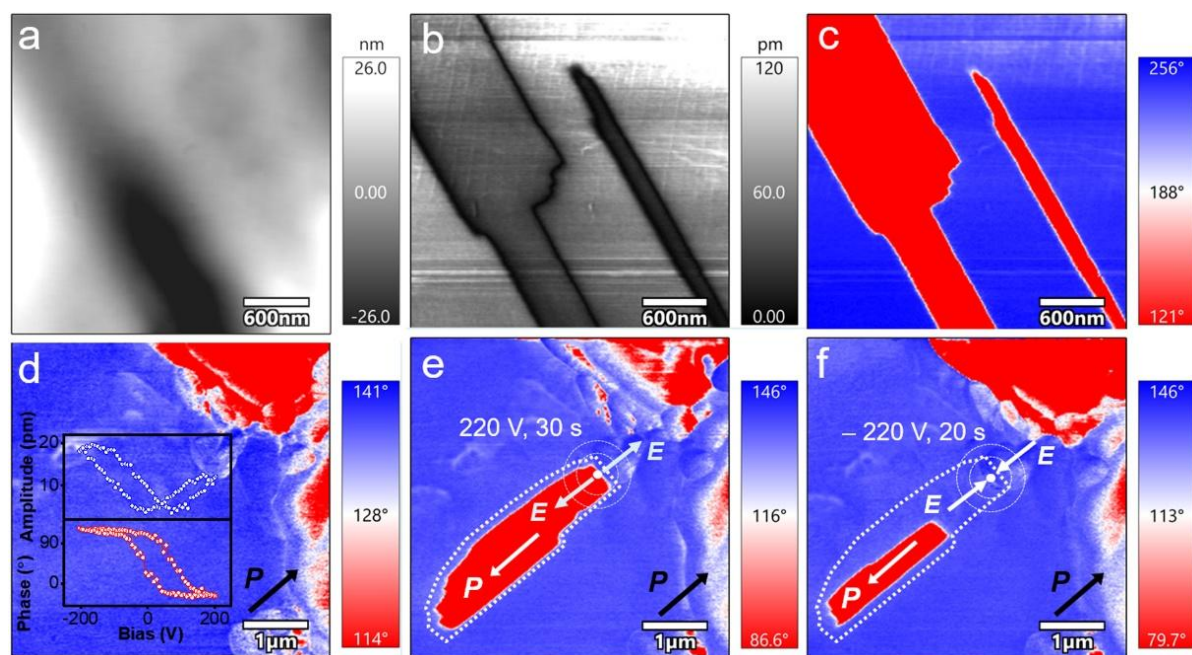 a
nm
26.0
0.00
-26.0
600nm
b
pm
120
60.0
0.00
600nm
c
256°
188°
121°
600nm
d
141°
128°
114°
20
10
Amplitude (pm)
90
0
Phase (°)
-200 0 200
Bias (V)
P
1μm
e
220 V, 30 s
E
E
P
P
1μm
146°
116°
86.6°
f
– 220 V, 20 s
E
E
P
P
1μm
146°
113°
79.7°